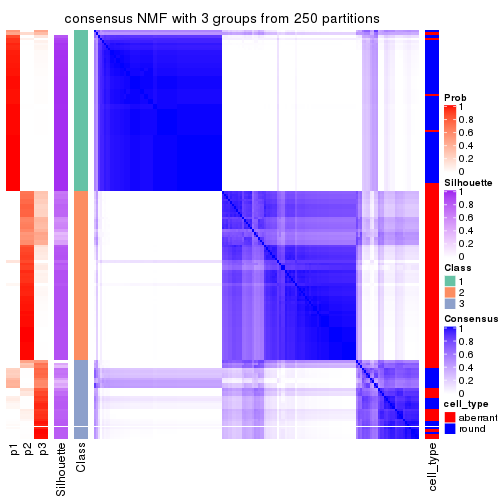 consensus NMF with 3 groups from 250 partitions
Prob
1
0.8
0.6
0.4
0.2
0
Silhouette
1
0.8
0.6
0.4
0.2
0
Class
1
2
3
Consensus
1
0.8
0.6
0.4
0.2
0
cell_type
aberrant
round
p1
p2
p3
Silhouette
Class
cell_type